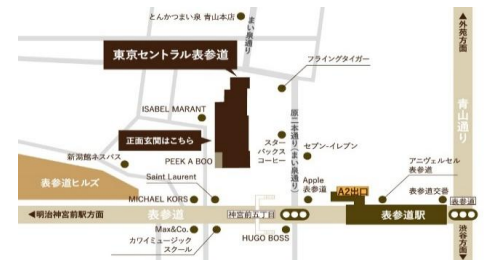 とんかつまい泉 青山本店
まい泉通り
▲外苑方面
東京セントラル表参道
フライングタイガー
青山通り
ISABEL MARANT
原二本通り(まい泉通り)
正面玄関はこちら
スター
バックス
コーヒー
セブン-イレブン
新潟館ネスパス
PEEK A BOO
アニヴェルセル
表参道
表参道ヒルズ
Saint Laurent
Apple
表参道
A2出口
表参道交番
MICHAEL KORS
表参道
◀明治神宮前駅方面
表参道
神宮前五丁目
表参道駅
Max&Co.
カワイミュージック
スクール
HUGO BOSS
渋谷方面▼